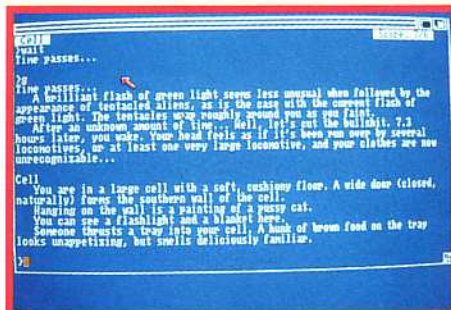 Cell
Score: 7/6
>wait
Time passes...
>g
Time passes...
A brilliant flash of green light seems less unusual when followed by the
appearance of tentacled aliens, as is the case with the current flash of
green light. The tentacles wrap roughly around you as you faint.
After an unknown amount of time... Well, let's cut the bullshit. 7.3
hours later, you wake. Your head feels as if it's been run over by several
locomotives, or at least one very large locomotive, and your clothes are now
unrecognizable...
Cell
You are in a large cell with a soft, cushiony floor. A wide door (closed,
naturally) forms the southern wall of the cell.
Hanging on the wall is a painting of a pussy cat.
You can see a flashlight and a blanket here.
Someone thrusts a tray into your cell. A hunk of brown food on the tray
looks unappetizing, but smells deliciously familiar.
>